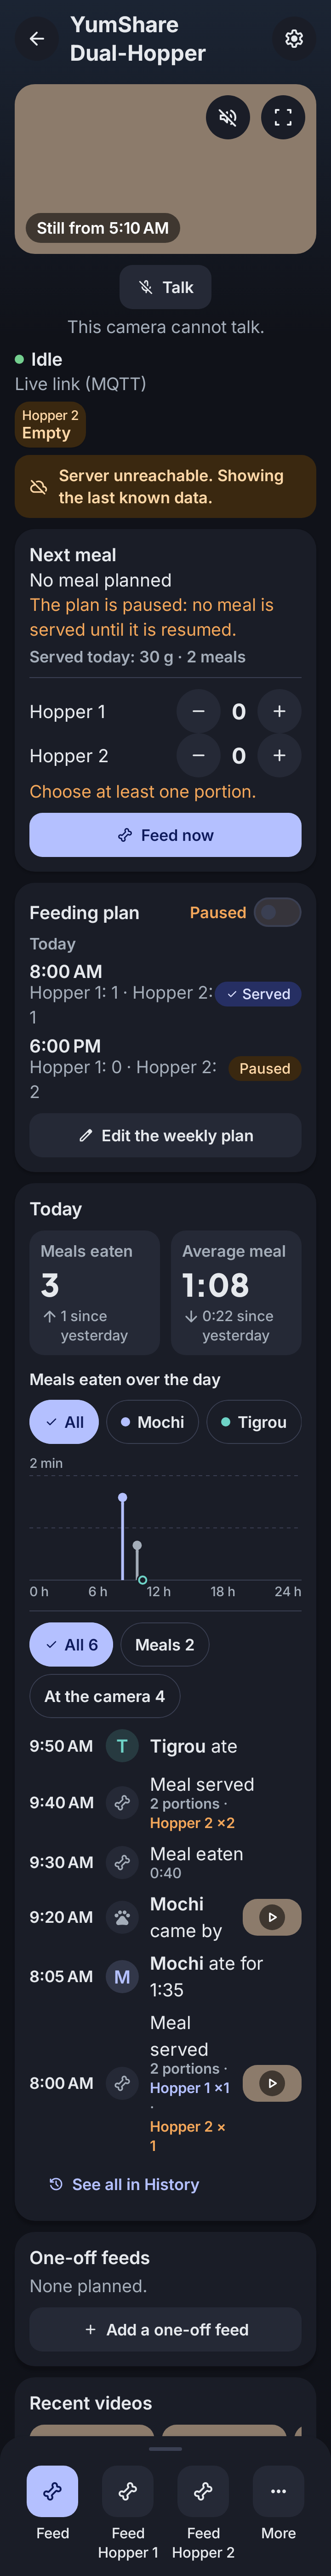 YumShare
Dual-Hopper
Still from 5:10 AM
Talk
This camera cannot talk.
Idle
Live link (MQTT)
Hopper 2
Empty
Server unreachable. Showing
the last known data.
Next meal
No meal planned
The plan is paused: no meal is
served until it is resumed.
Served today: 30 g · 2 meals
Hopper 1
0
Hopper 2
0
Choose at least one portion.
Feed now
Feeding plan
Paused
Today
8:00 AM
Hopper 1: 1 · Hopper 2:
1
Served
6:00 PM
Hopper 1: 0 · Hopper 2:
2
Paused
Edit the weekly plan
Today
Meals eaten
3
1 since
yesterday
Average meal
1:08
0:22 since
yesterday
Meals eaten over the day
All
Mochi
Tigrou
2 min
0 h 6 h 12 h 18 h 24 h
All 6
Meals 2
At the camera 4
9:50 AM
T
Tigrou ate
9:40 AM
Meal served
2 portions ·
Hopper 2 ×2
9:30 AM
Meal eaten
0:40
9:20 AM
Mochi
came by
8:05 AM
M
Mochi ate for
1:35
8:00 AM
Meal
served
2 portions ·
Hopper 1 ×1
·
Hopper 2 ×
1
See all in History
One-off feeds
None planned.
Add a one-off feed
Recent videos
Feed
Feed
Hopper 1
Feed
Hopper 2
More